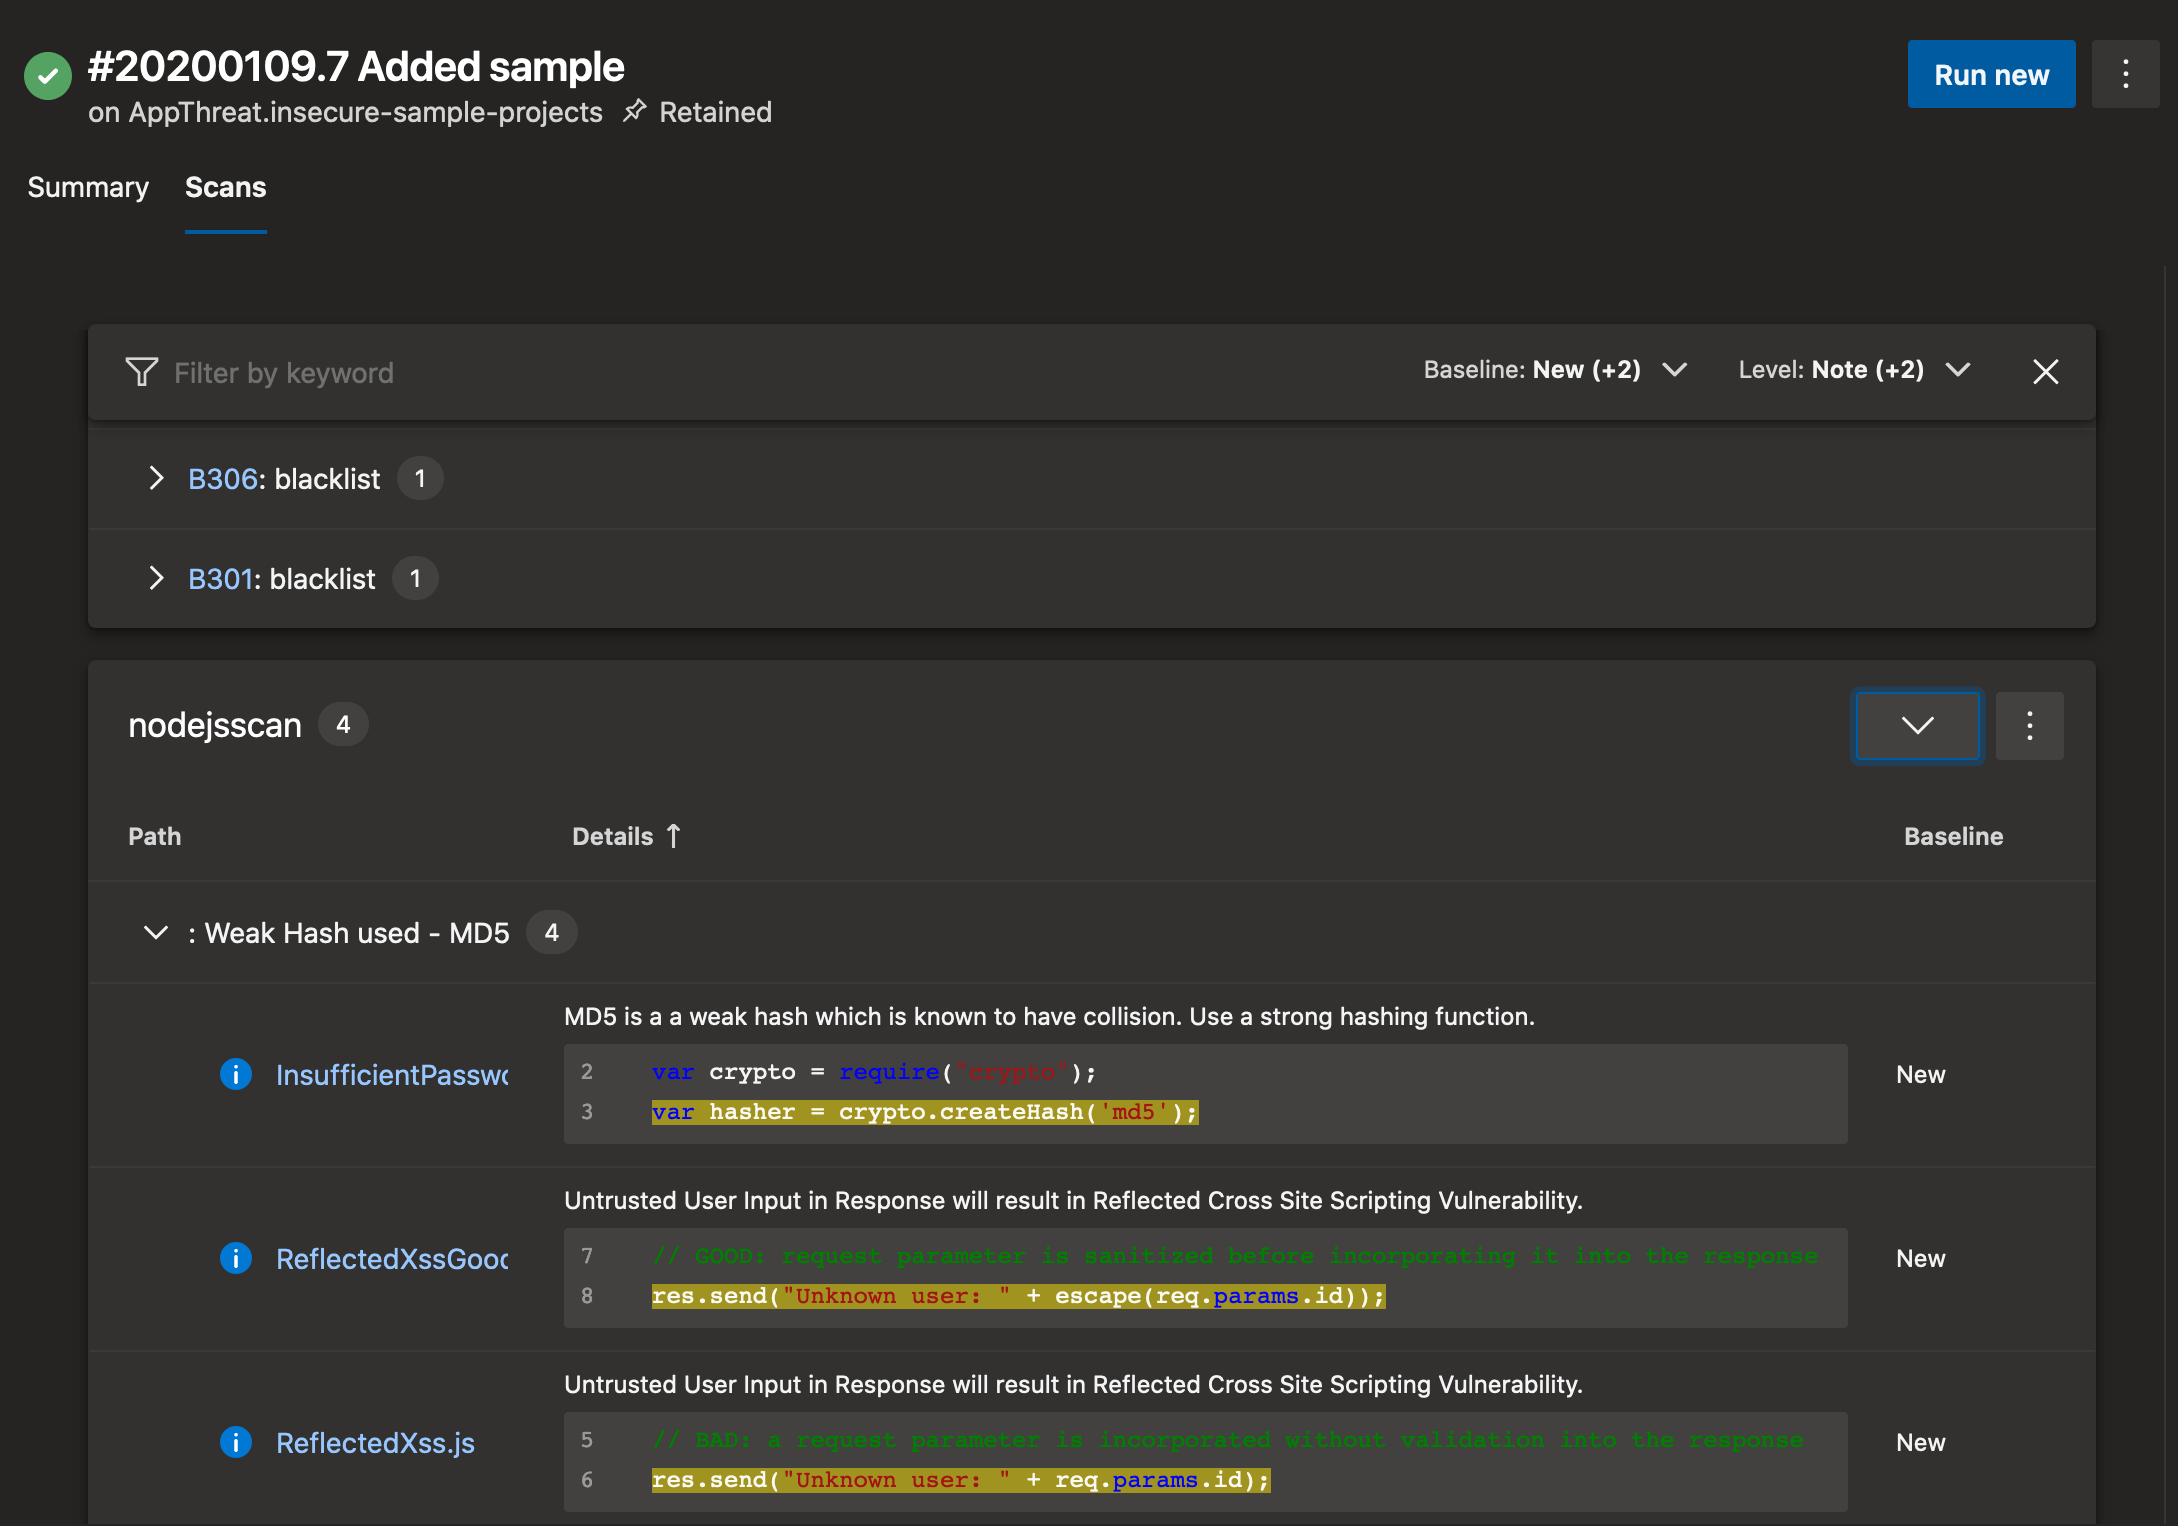 #20200109.7 Added sample
on AppThreat.insecure-sample-projects Retained
Run new
Summary Scans
Filter by keyword
Baseline: New (+2)
Level: Note (+2)
B306: blacklist 1
B301: blacklist 1
nodejsscan 4
Path Details ↑ Baseline
: Weak Hash used - MD5 4
MD5 is a a weak hash which is known to have collision. Use a strong hashing function.
InsufficientPassw
2 var crypto = require("crypto");
3 var hasher = crypto.createHash('md5');
New
Untrusted User Input in Response will result in Reflected Cross Site Scripting Vulnerability.
ReflectedXssGood
7 // GOOD: request parameter is sanitized before incorporating it into the response
8 res.send("Unknown user: " + escape(req.params.id));
New
Untrusted User Input in Response will result in Reflected Cross Site Scripting Vulnerability.
ReflectedXss.js
5 // BAD: a request parameter is incorporated without validation into the response
6 res.send("Unknown user: " + req.params.id);
New